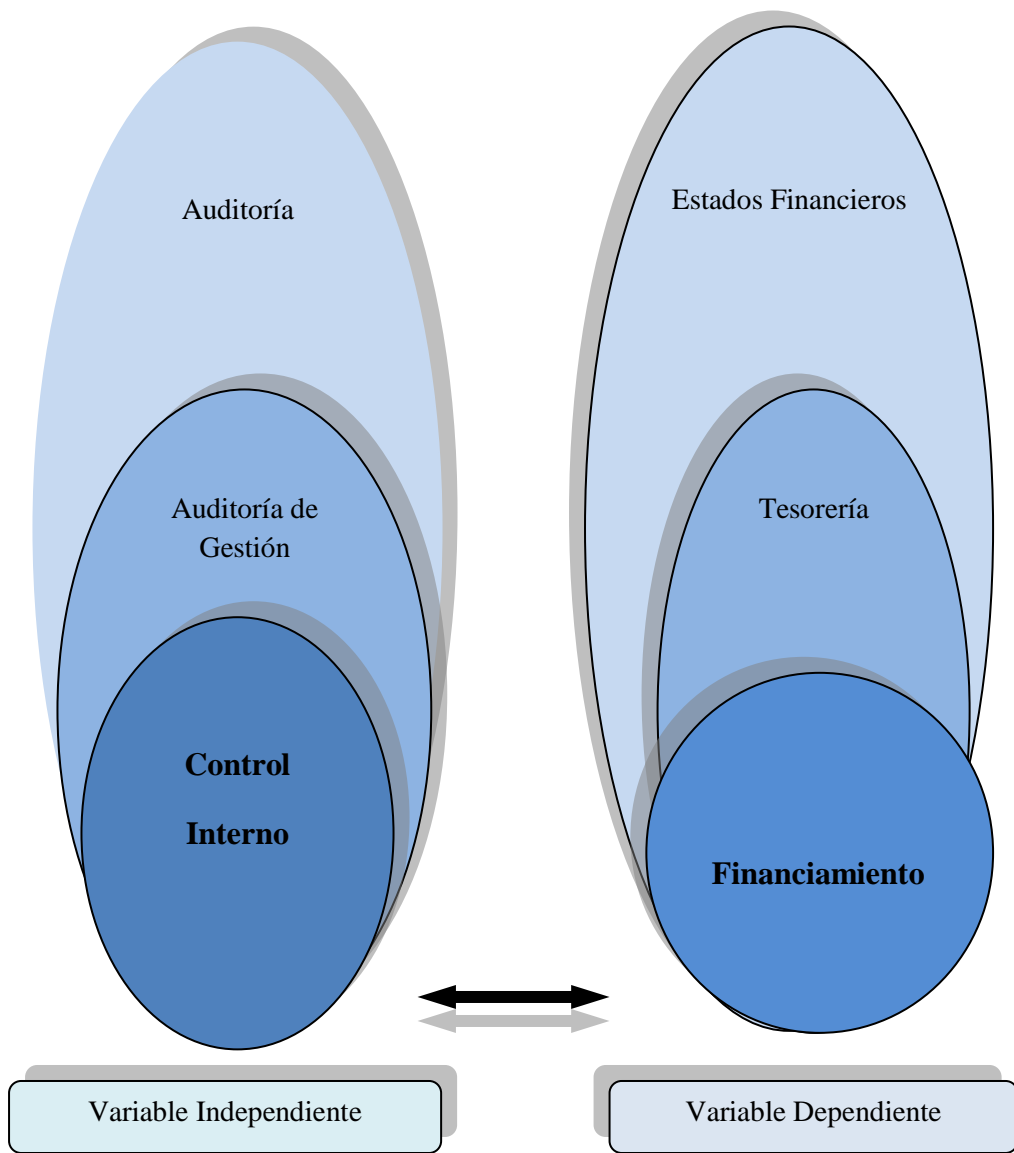 Auditoría
Auditoría de
Gestión
Control
Interno
Variable Independiente
Estados Financieros
Tesorería
Financiamiento
Variable Dependiente